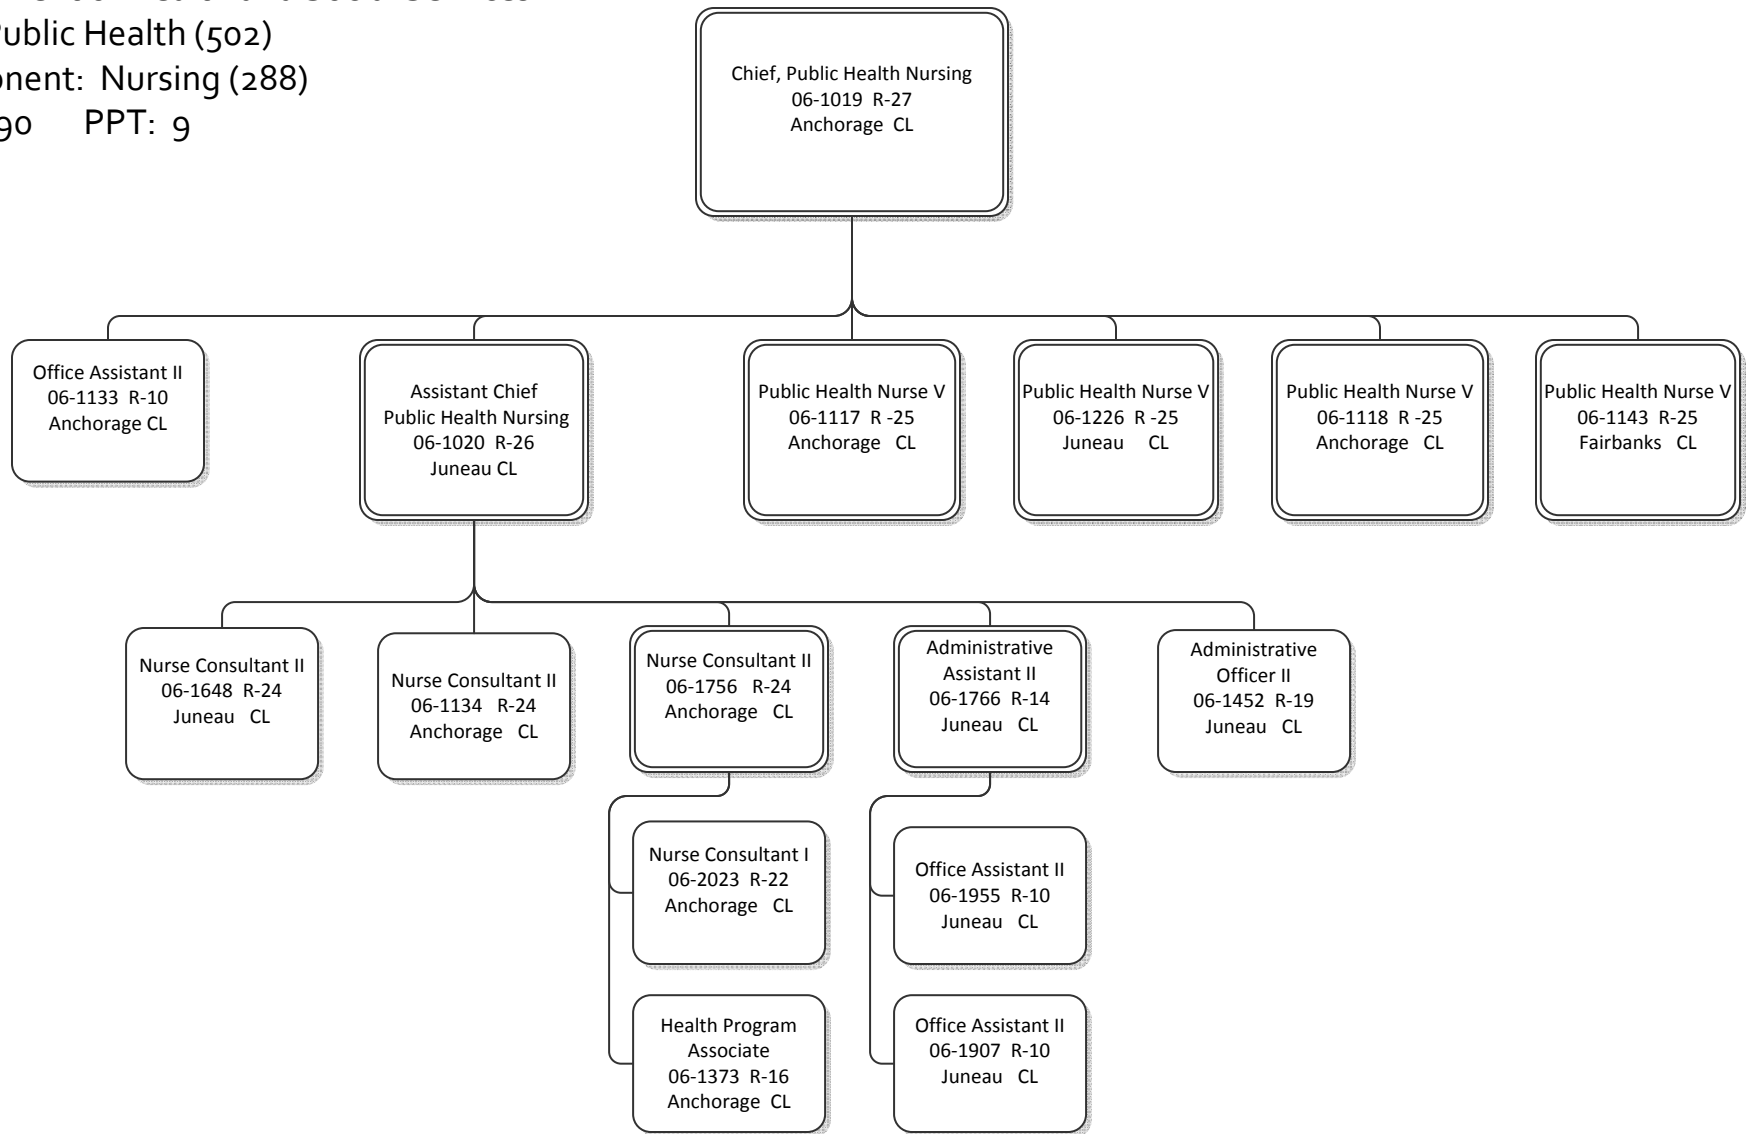 Public Health (502)
onent: Nursing (288)
90 PPT: 9
Chief, Public Health Nursing
06-1019 R-27
Anchorage CL
Office Assistant II
06-1133 R-10
Anchorage CL
Assistant Chief
Public Health Nursing
06-1020 R-26
Juneau CL
Public Health Nurse V
06-1117 R -25
Anchorage CL
Public Health Nurse V
06-1226 R -25
Juneau CL
Public Health Nurse V
06-1118 R -25
Anchorage CL
Public Health Nurse V
06-1143 R-25
Fairbanks CL
Nurse Consultant II
06-1648 R-24
Juneau CL
Nurse Consultant II
06-1134 R-24
Anchorage CL
Nurse Consultant II
06-1756 R-24
Anchorage CL
Administrative
Assistant II
06-1766 R-14
Juneau CL
Administrative
Officer II
06-1452 R-19
Juneau CL
Nurse Consultant I
06-2023 R-22
Anchorage CL
Health Program
Associate
06-1373 R-16
Anchorage CL
Office Assistant II
06-1955 R-10
Juneau CL
Office Assistant II
06-1907 R-10
Juneau CL